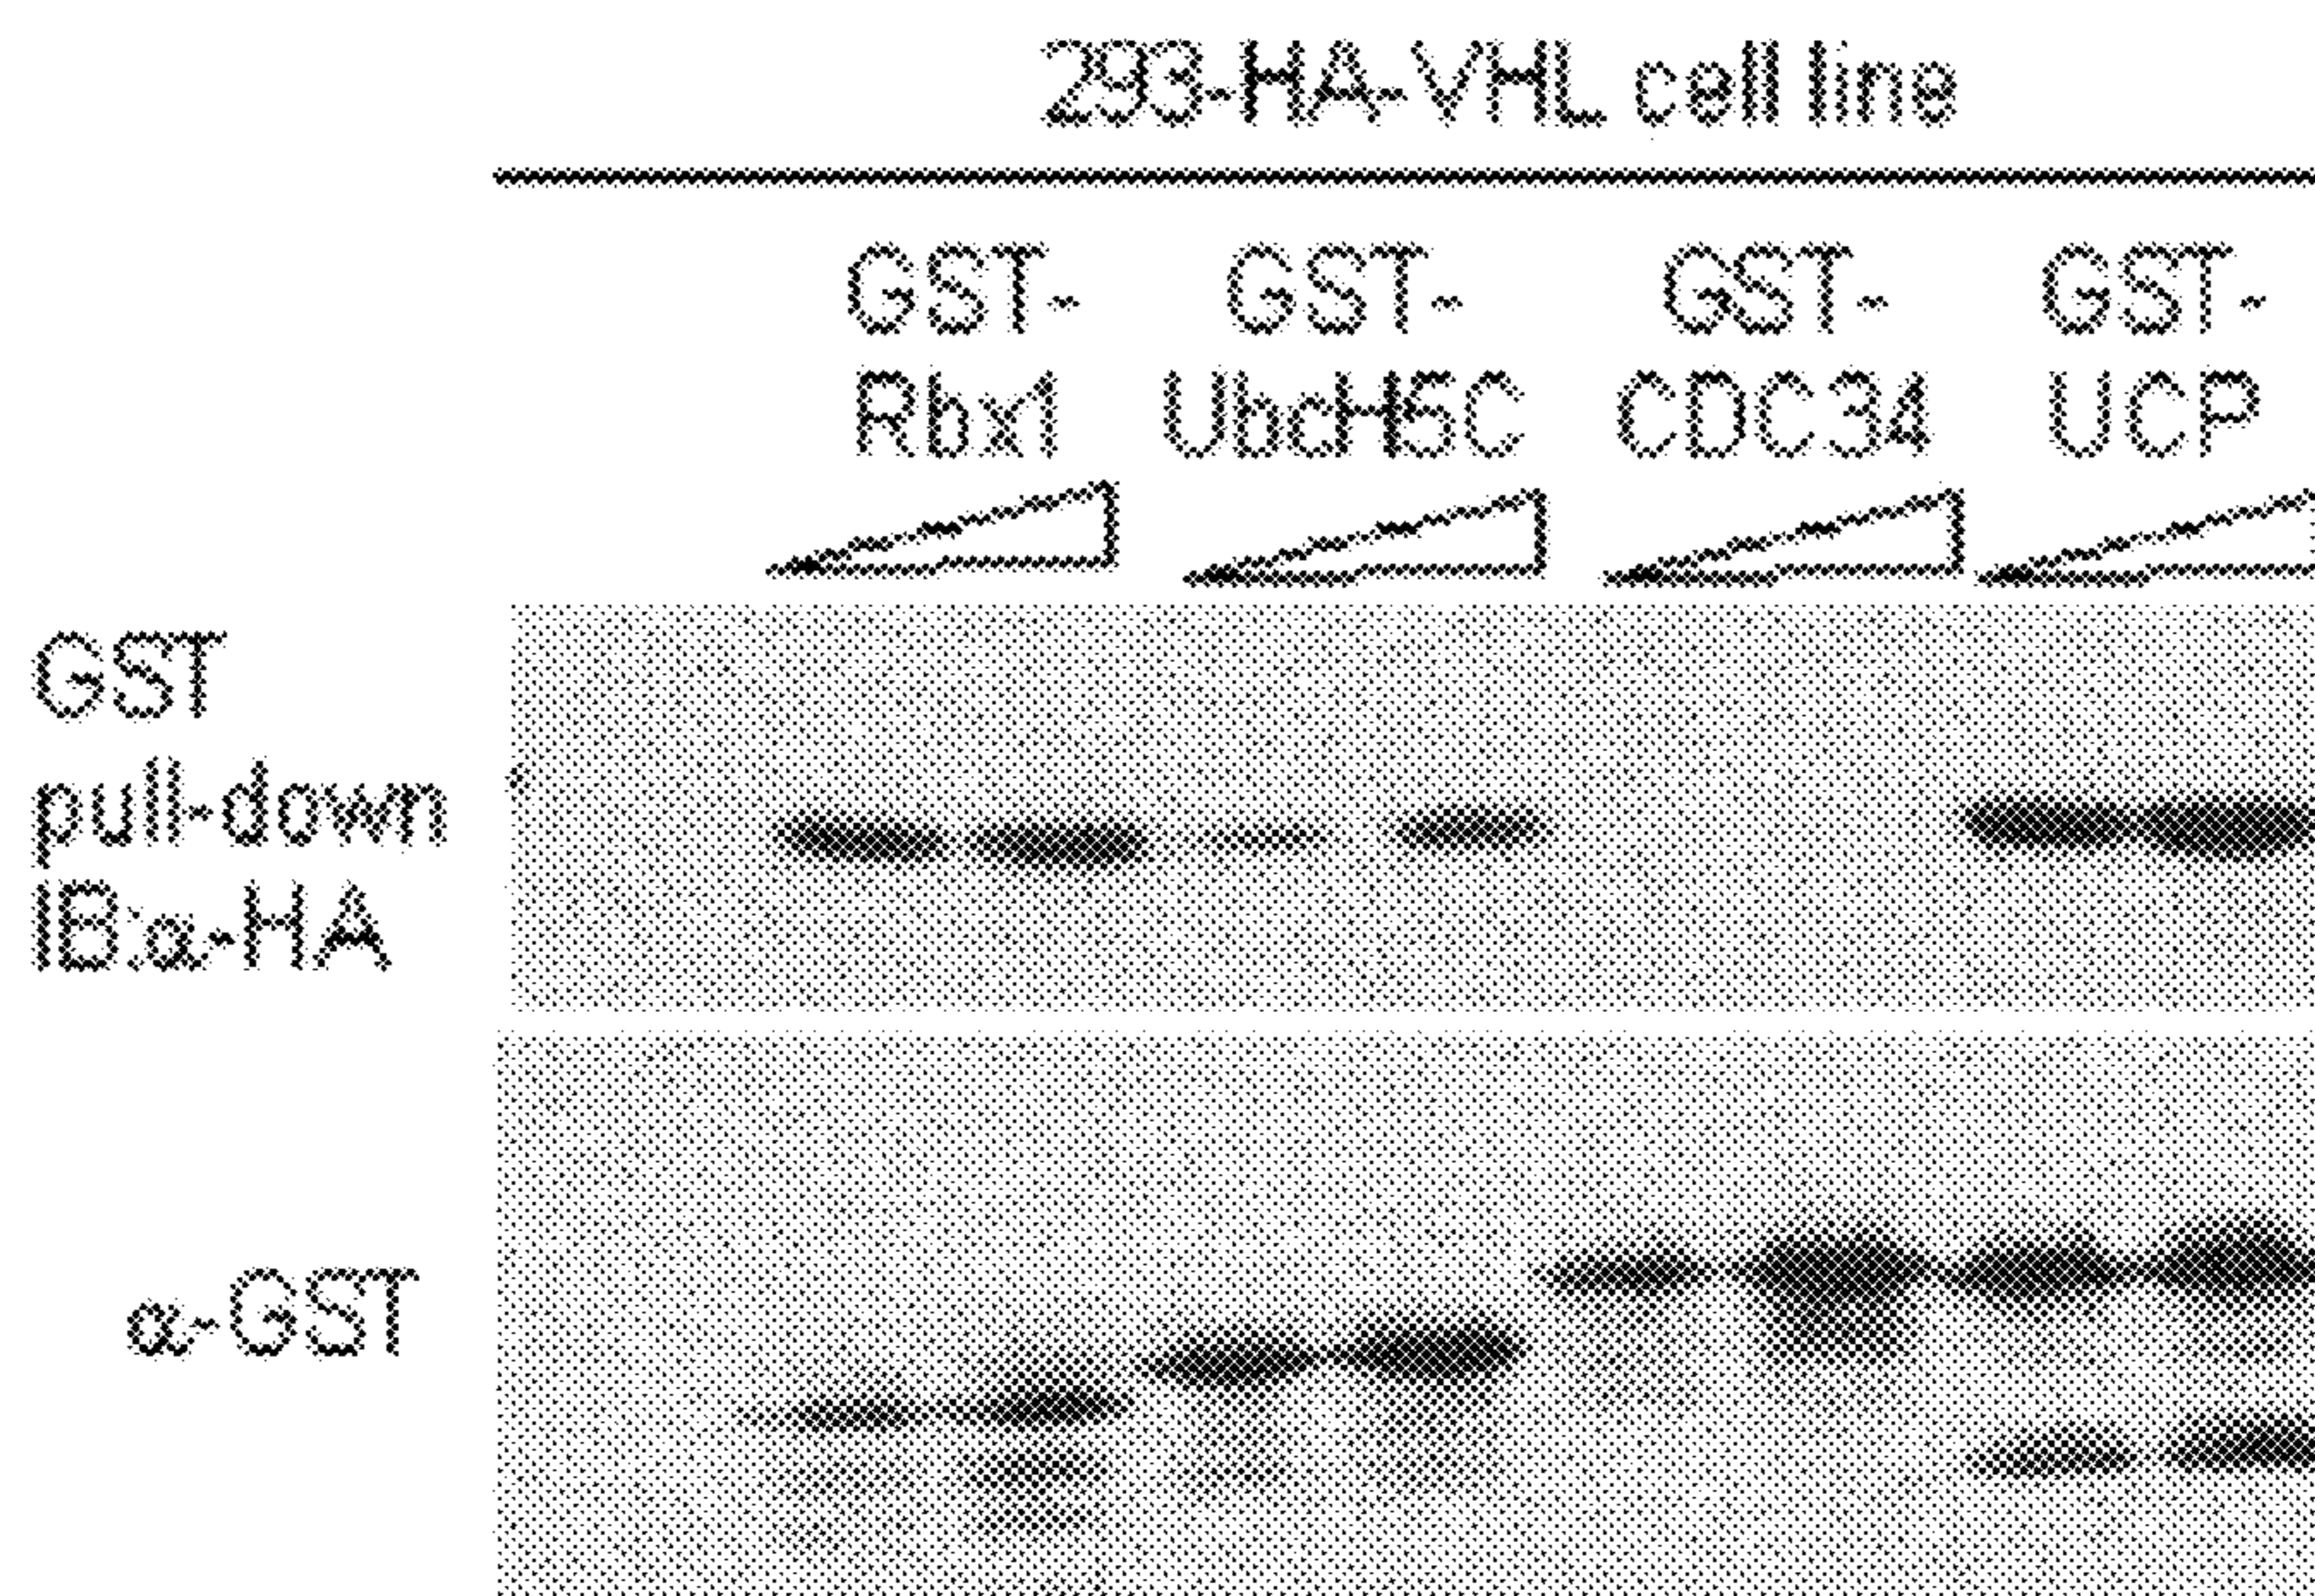 293-HA-VHL cell line
GST- GST- GST- GST-
Rbx1 UbcH5C CDC34 UCP
GST
pull-down
IB:α-HA
α-GST